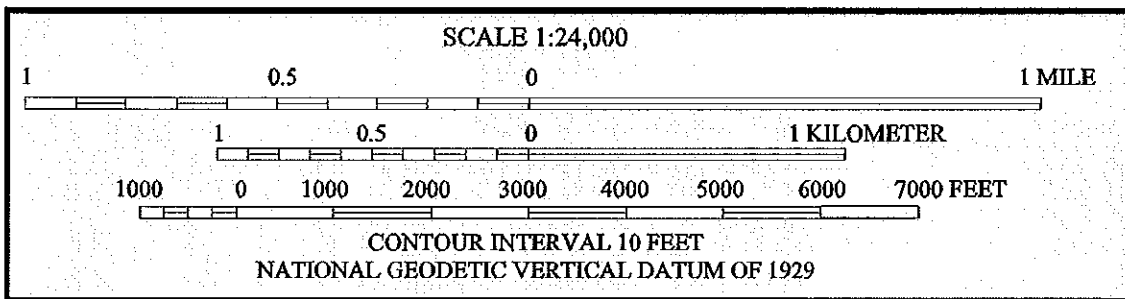 SCALE 1:24,000
1 0.5 0 1 MILE
1 0.5 0 1 KILOMETER
1000 0 1000 2000 3000 4000 5000 6000 7000 FEET
CONTOUR INTERVAL 10 FEET
NATIONAL GEODETIC VERTICAL DATUM OF 1929